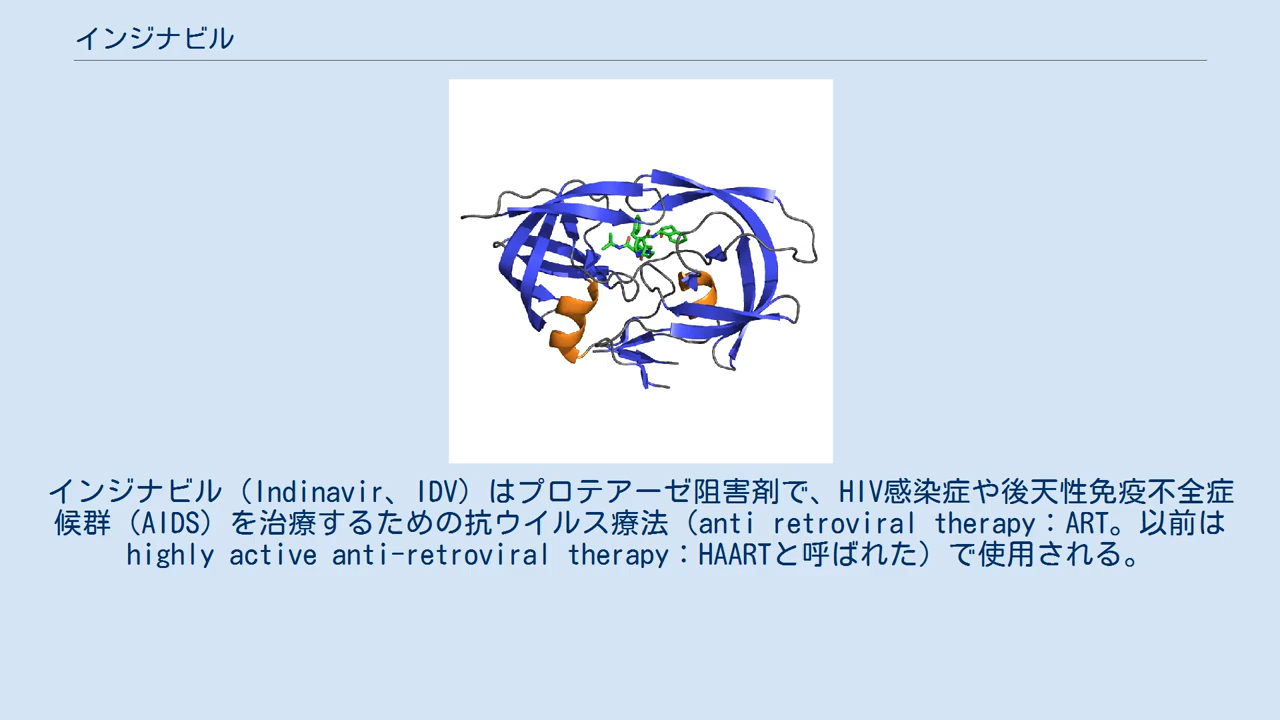 インジナビル
インジナビル（Indinavir、IDV）はプロテアーゼ阻害剤で、HIV感染症や後天性免疫不全症
候群（AIDS）を治療するための抗ウイルス療法（anti retroviral therapy：ART。以前は
highly active anti-retroviral therapy：HAARTと呼ばれた）で使用される。